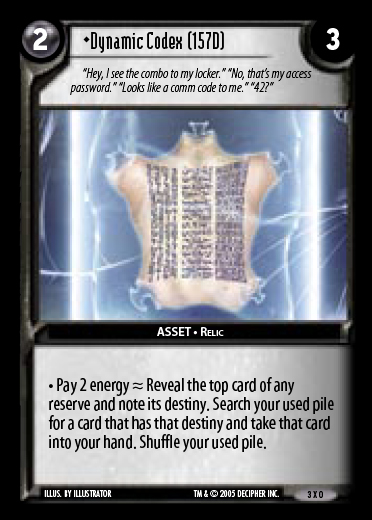 2
•Dynamic Codex (157D)
3
"Hey, I see the combo to my locker." "No, that's my access
password." "Looks like a comm code to me." "42?"
ASSET • RELIC
• Pay 2 energy ≈ Reveal the top card of any
reserve and note its destiny. Search your used pile
for a card that has that destiny and take that card
into your hand. Shuffle your used pile.
ILLUS. BY ILLUSTRATOR
TM & © 2005 DECIPHER INC.
3 X 0